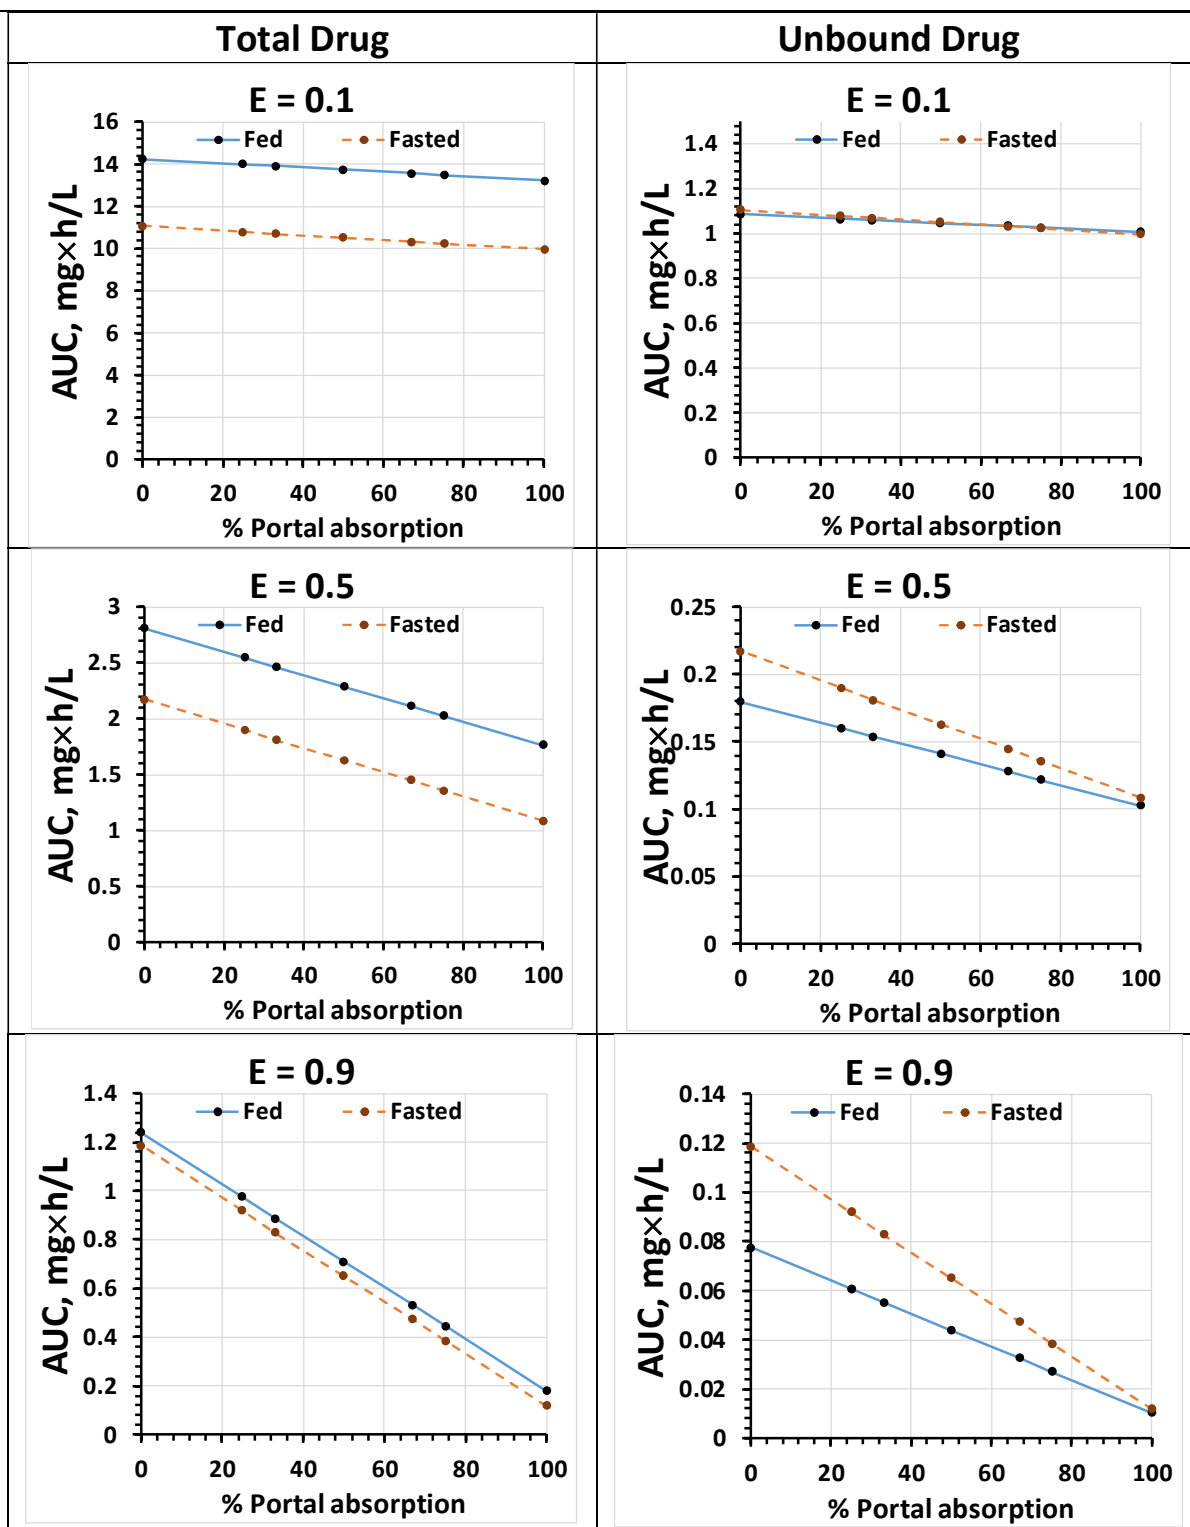 Total Drug
Unbound Drug
E = 0.1
Fed
Fasted
AUC, mg×h/L
16
14
12
10
8
6
4
2
0
0 20 40 60 80 100
% Portal absorption
E = 0.1
Fed
Fasted
AUC, mg×h/L
1.4
1.2
1
0.8
0.6
0.4
0.2
0
0 20 40 60 80 100
% Portal absorption
E = 0.5
Fed
Fasted
AUC, mg×h/L
3
2.5
2
1.5
1
0.5
0
0 20 40 60 80 100
% Portal absorption
E = 0.5
Fed
Fasted
AUC, mg×h/L
0.25
0.2
0.15
0.1
0.05
0
0 20 40 60 80 100
% Portal absorption
E = 0.9
Fed
Fasted
AUC, mg×h/L
1.4
1.2
1
0.8
0.6
0.4
0.2
0
0 20 40 60 80 100
% Portal absorption
E = 0.9
Fed
Fasted
AUC, mg×h/L
0.14
0.12
0.1
0.08
0.06
0.04
0.02
0
0 20 40 60 80 100
% Portal absorption